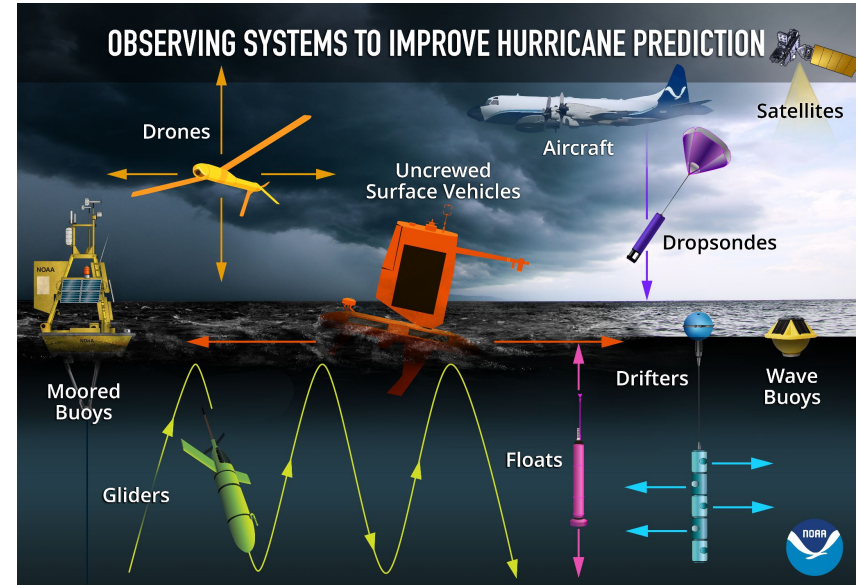 OBSERVING SYSTEMS TO IMPROVE HURRICANE PREDICTION
Satellites
Drones
Aircraft
Uncrewed
Surface Vehicles
Dropsondes
NOAA
NOAA
Moored
Buoys
Drifters
Wave
Buoys
Floats
Gliders
NOAA